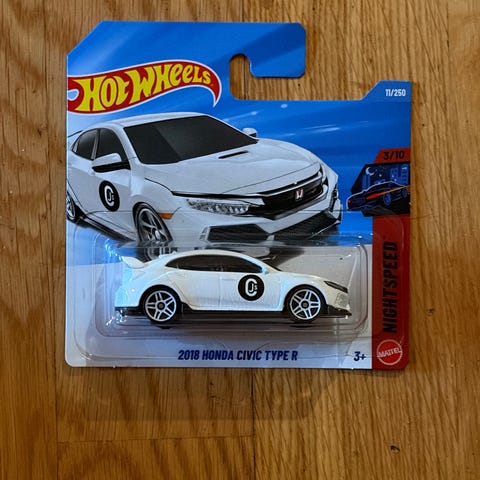 HOT WHEELS
11/250
3/10
NIGHTSPEED
2018 HONDA CIVIC TYPE R
3+
MATTEL